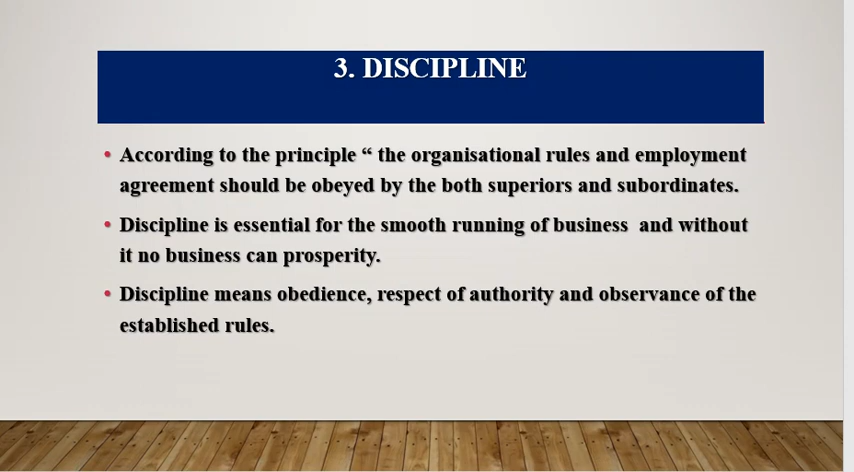 3. DISCIPLINE
• According to the principle “ the organisational rules and employment
agreement should be obeyed by the both superiors and subordinates.
• Discipline is essential for the smooth running of business  and without
it no business can prosperity.
• Discipline means obedience, respect of authority and observance of the
established rules.